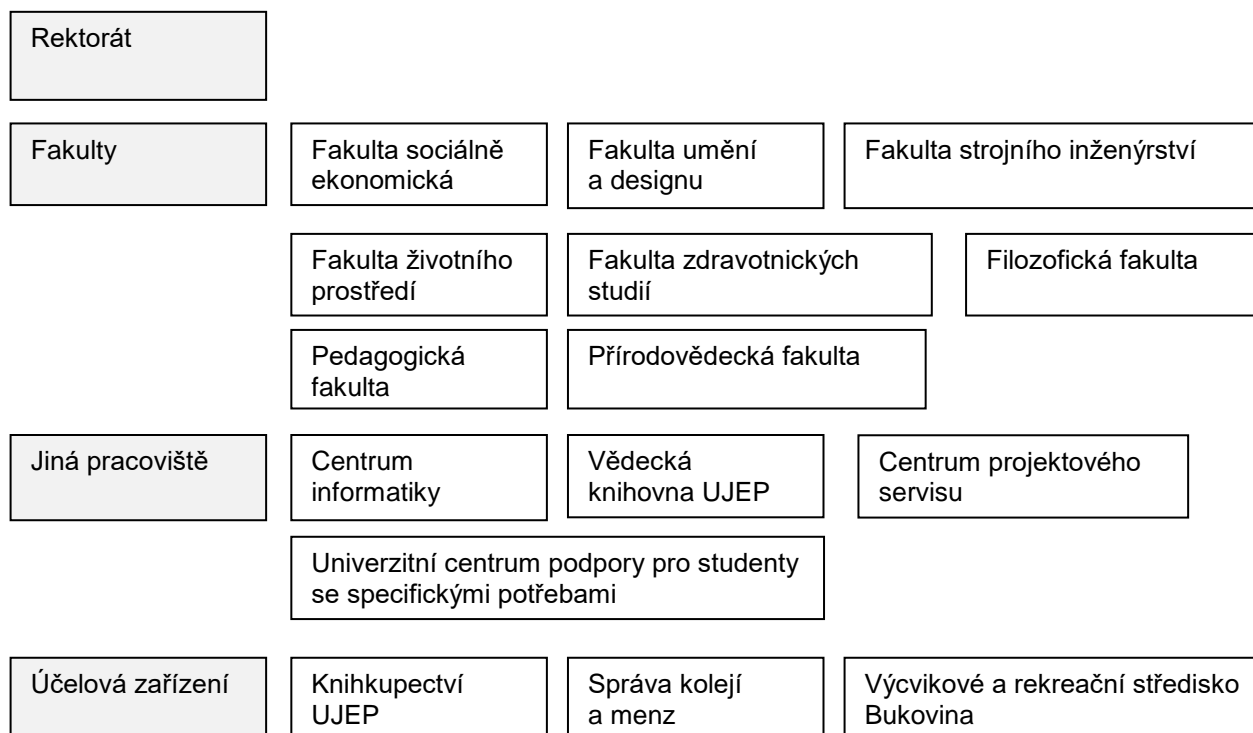 Rektorát
Fakulty
Fakulta sociálně
ekonomická
Fakulta umění
a designu
Fakulta strojního inženýrství
Fakulta životního
prostředí
Fakulta zdravotnických
studií
Filozofická fakulta
Pedagogická
fakulta
Přírodovědecká fakulta
Jiná pracoviště
Centrum
informatiky
Vědecká
knihovna UJEP
Centrum projektového
servisu
Univerzitní centrum podpory pro studenty
se specifickými potřebami
Účelová zařízení
Knihkupectví
UJEP
Správa kolejí
a menz
Výcvikové a rekreační středisko
Bukovina